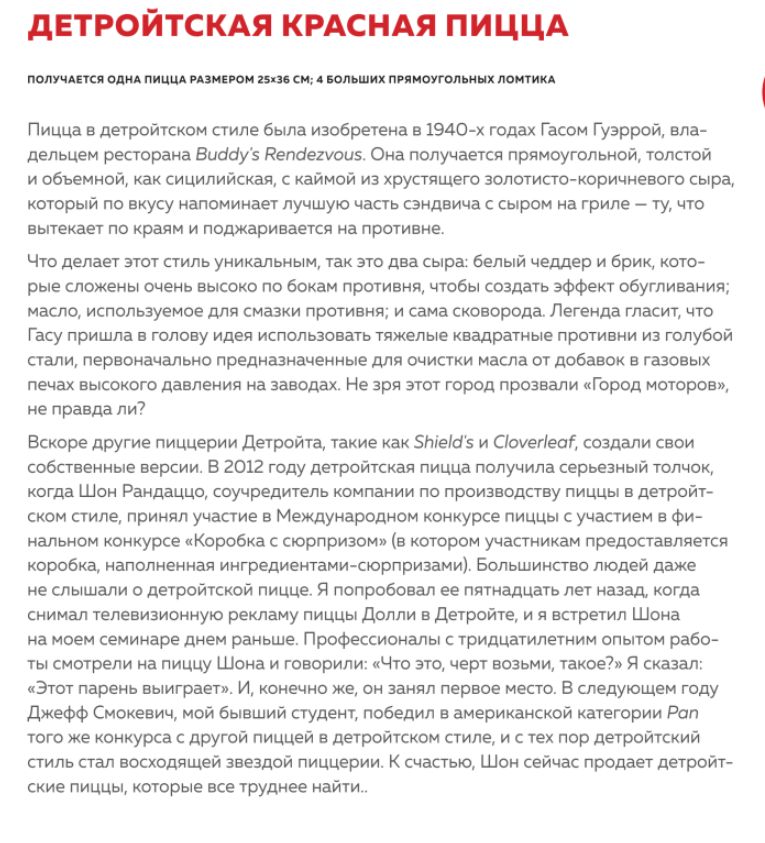 ДЕТРОЙТСКАЯ КРАСНАЯ ПИЦЦА
ПОЛУЧАЕТСЯ ОДНА ПИЦЦА РАЗМЕРОМ 25×36 СМ; 4 БОЛЬШИХ ПРЯМОУГОЛЬНЫХ ЛОМТИКА
Пицца в детройтском стиле была изобретена в 1940-х годах Гасом Гуэррой, вла-
дельцем ресторана Buddy's Rendezvous. Она получается прямоугольной, толстой
и объемной, как сицилийская, с каймой из хрустящего золотисто-коричневого сыра,
который по вкусу напоминает лучшую часть сэндвича с сыром на гриле — ту, что
вытекает по краям и поджаривается на противне.
Что делает этот стиль уникальным, так это два сыра: белый чеддер и брик, кото-
рые сложены очень высоко по бокам противня, чтобы создать эффект обугливания;
масло, используемое для смазки противня; и сама сковорода. Легенда гласит, что
Гасу пришла в голову идея использовать тяжелые квадратные противни из голубой
стали, первоначально предназначенные для очистки масла от добавок в газовых
печах высокого давления на заводах. Не зря этот город прозвали «Город моторов»,
не правда ли?
Вскоре другие пиццерии Детройта, такие как Shield's и Cloverleaf, создали свои
собственные версии. В 2012 году детройтская пицца получила серьезный толчок,
когда Шон Рандаццо, соучредитель компании по производству пиццы в детройт-
ском стиле, принял участие в Международном конкурсе пиццы с участием в фи-
нальном конкурсе «Коробка с сюрпризом» (в котором участникам предоставляется
коробка, наполненная ингредиентами-сюрпризами). Большинство людей даже
не слышали о детройтской пицце. Я попробовал ее пятнадцать лет назад, когда
снимал телевизионную рекламу пиццы Долли в Детройте, и я встретил Шона
на моем семинаре днем раньше. Профессионалы с тридцатилетним опытом рабо-
ты смотрели на пиццу Шона и говорили: «Что это, черт возьми, такое?» Я сказал:
«Этот парень выиграет». И, конечно же, он занял первое место. В следующем году
Джефф Смокевич, мой бывший студент, победил в американской категории Pan
того же конкурса с другой пиццей в детройтском стиле, и с тех пор детройтский
стиль стал восходящей звездой пиццерии. К счастью, Шон сейчас продает детройт-
ские пиццы, которые все труднее найти..